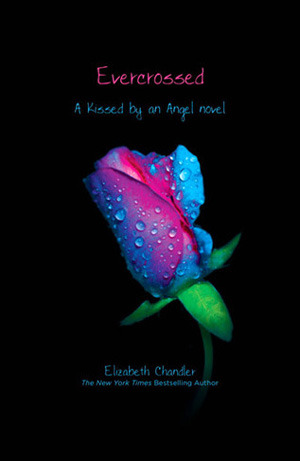 Evercrossed
A Kissed by an Angel novel
Elizabeth Chandler
The New York Times Bestselling Author